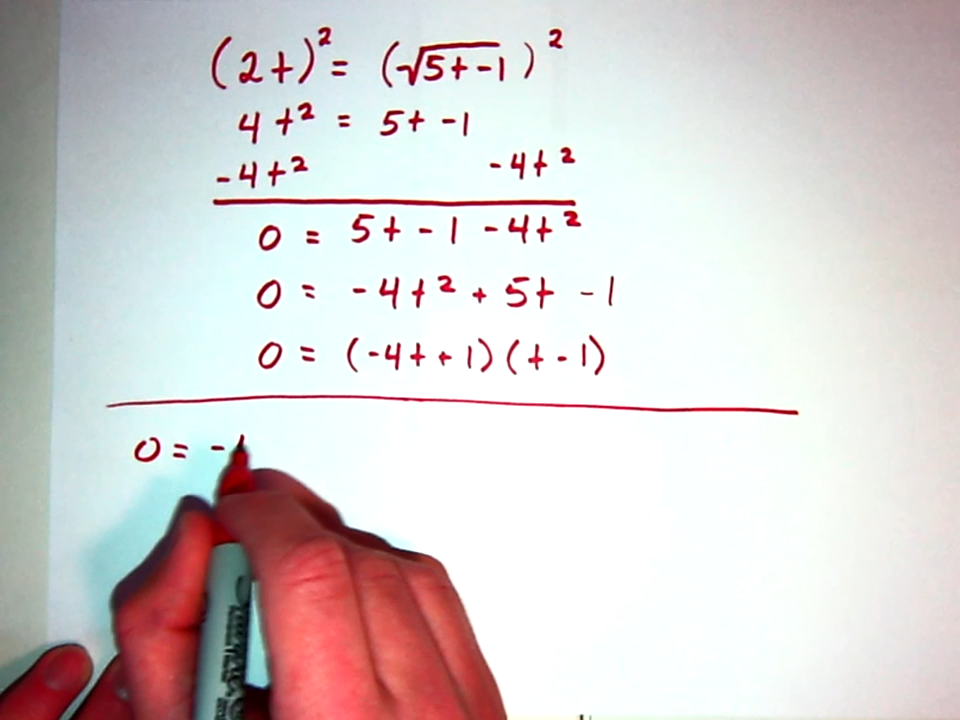 (2t)² = (√5t-1)²
4t² = 5t -1
-4t² -4t²
0 = 5t - 1 -4t²
0 = -4t² + 5t -1
0 = (-4t+1)(t-1)
0 = -